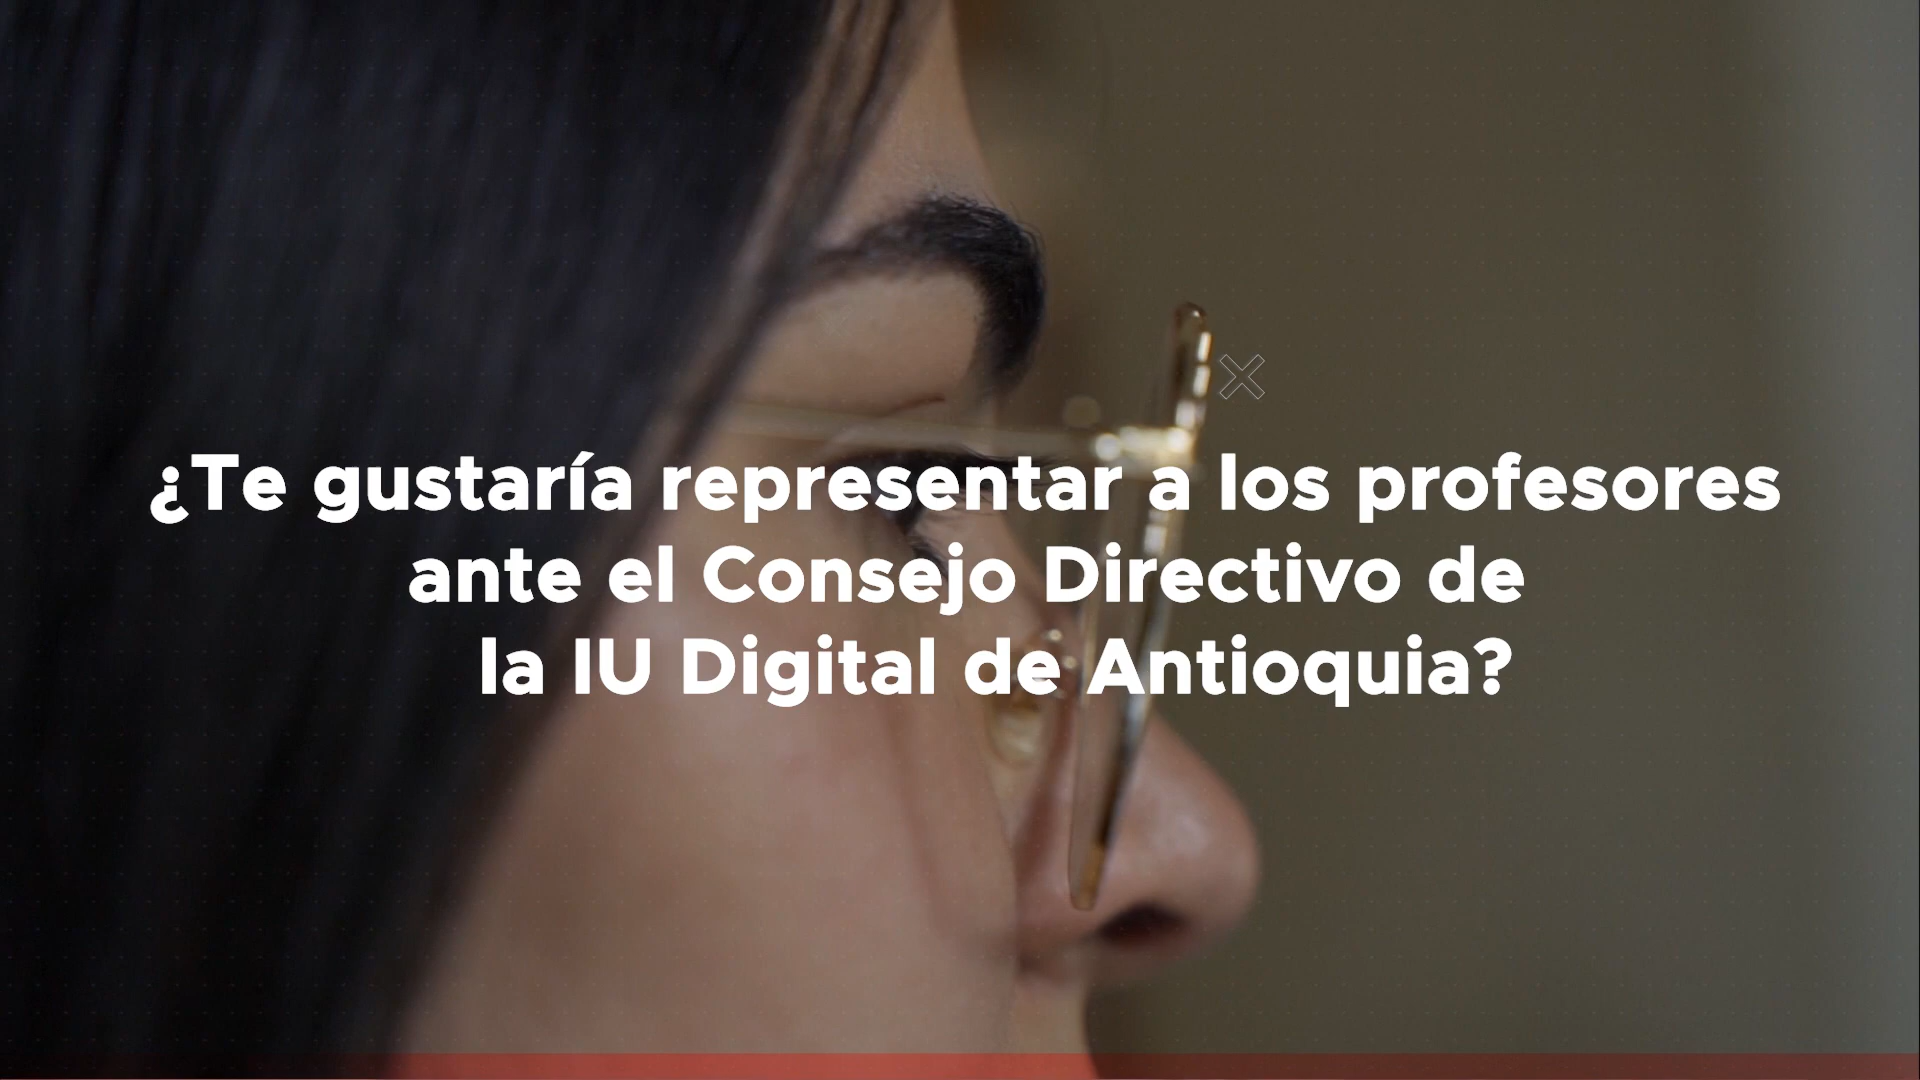 ¿Te gustaría representar a los profesores
ante el Consejo Directivo de
la IU Digital de Antioquia?